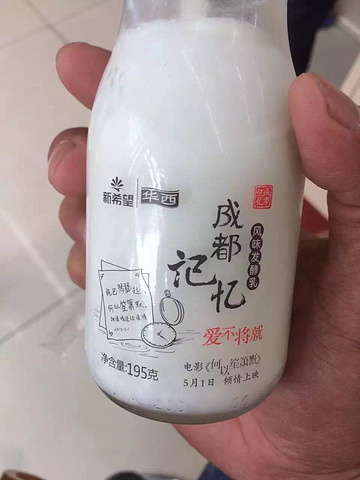 新希望 华西
成都
记忆
风味发酵乳
爱不将就
净含量:195克
电影《何以笙箫默》
5月1日 倾情上映